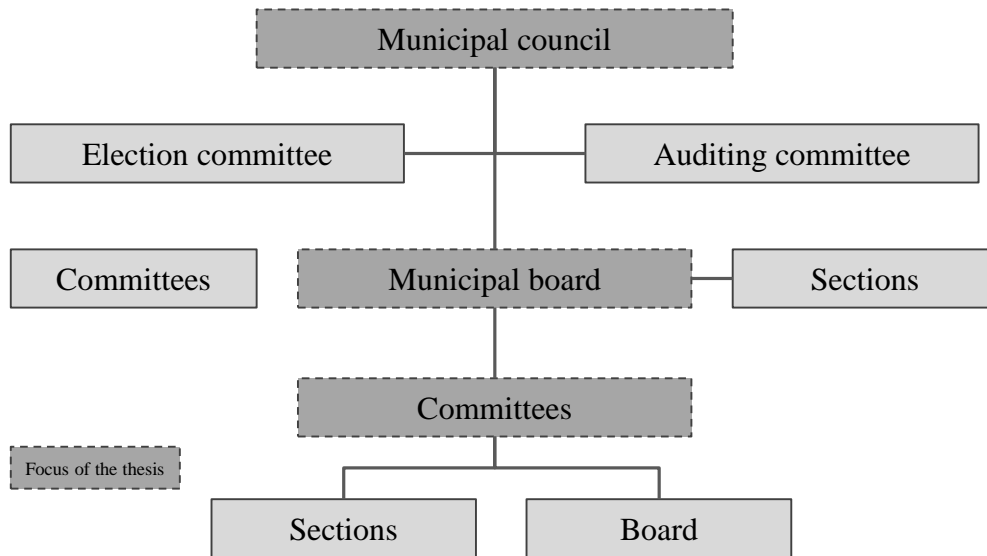 Municipal council
Election committee
Auditing committee
Committees
Municipal board
Sections
Committees
Focus of the thesis
Sections
Board